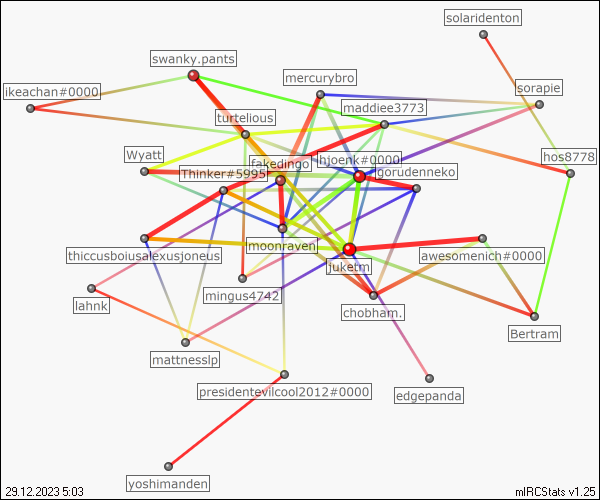 solaridenton
swanky.pants
mercurybro
sorapie
ikeachan#0000
maddiee3773
turtelious
Wyatt
fakedingo
hjoenk#0000
hos8778
Thinker#5995
gorudenneko
moonraven
thiccusboiusalexusjoneus
juketm
awesomenich#0000
mingus4742
lahnk
chobham.
Bertram
mattnesslp
presidentevilcool2012#0000
edgepanda
yoshimanden
29.12.2023 5:03
mIRCStats v1.25